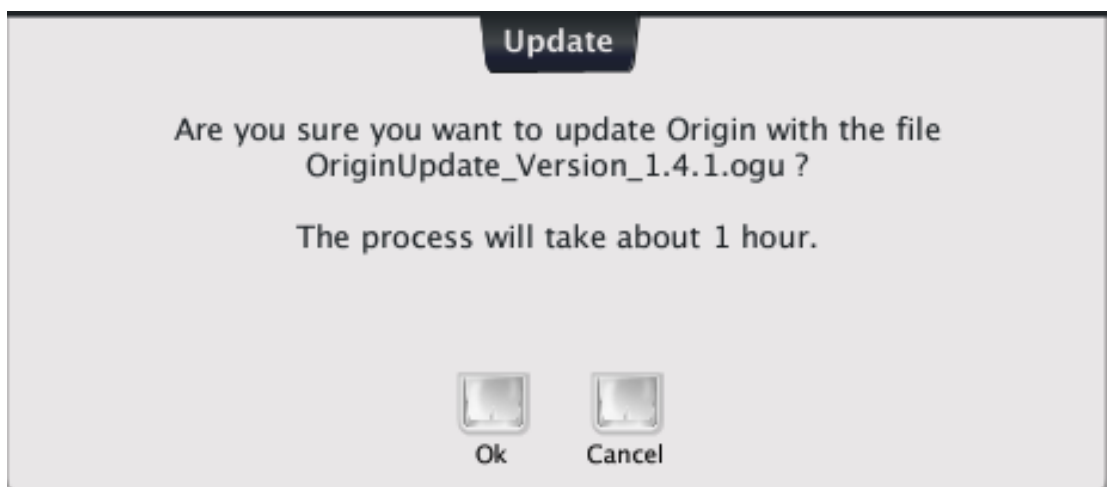 Update
Are you sure you want to update Origin with the file
OriginUpdate_Version_1.4.1.ogu ?
The process will take about 1 hour.
Ok Cancel